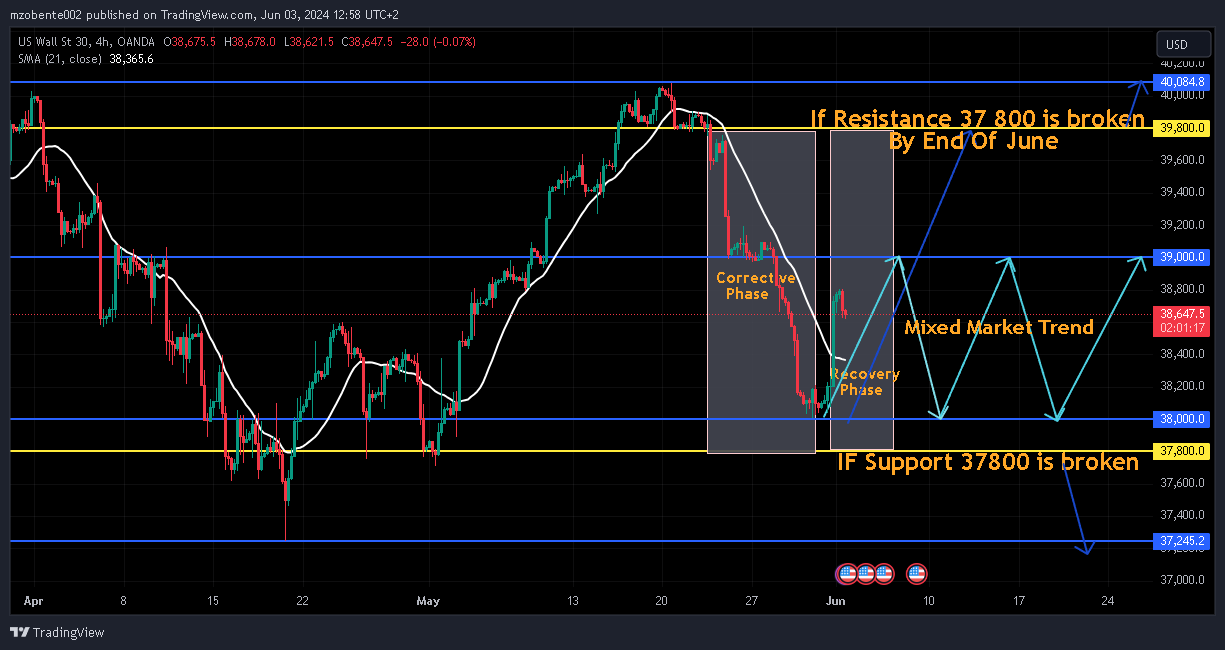 mzobente002 published on TradingView.com, Jun 03, 2024 12:58 UTC+2
US Wall St 30, 4h, OANDA O38,675.5 H38,678.0 L38,621.5 C38,647.5 −28.0 (−0.07%)
SMA (21, close) 38,365.6
USD
40,200.0
40,084.8
40,000.0
If Resistance 37 800 is broken
39,800.0
By End Of June
39,600.0
39,400.0
39,200.0
39,000.0
Corrective
Phase
38,800.0
38,647.5
02:01:17
Mixed Market Trend
38,400.0
Recovery
Phase
38,200.0
38,000.0
37,800.0
IF Support 37800 is broken
37,600.0
37,400.0
37,245.2
37,200.0
37,000.0
Apr 8 15 22 May 13 20 27 Jun 10 17 24
TradingView